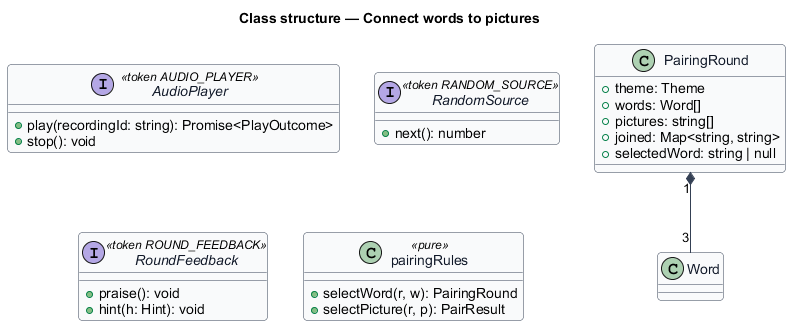 Class structure — Connect words to pictures
I
«token AUDIO_PLAYER»
AudioPlayer
play(recordingId: string): Promise<PlayOutcome>
stop(): void
I
«token RANDOM_SOURCE»
RandomSource
next(): number
C
PairingRound
theme: Theme
words: Word[]
pictures: string[]
joined: Map<string, string>
selectedWord: string | null
1
3
I
«token ROUND_FEEDBACK»
RoundFeedback
praise(): void
hint(h: Hint): void
C
«pure»
pairingRules
selectWord(r, w): PairingRound
selectPicture(r, p): PairResult
C
Word